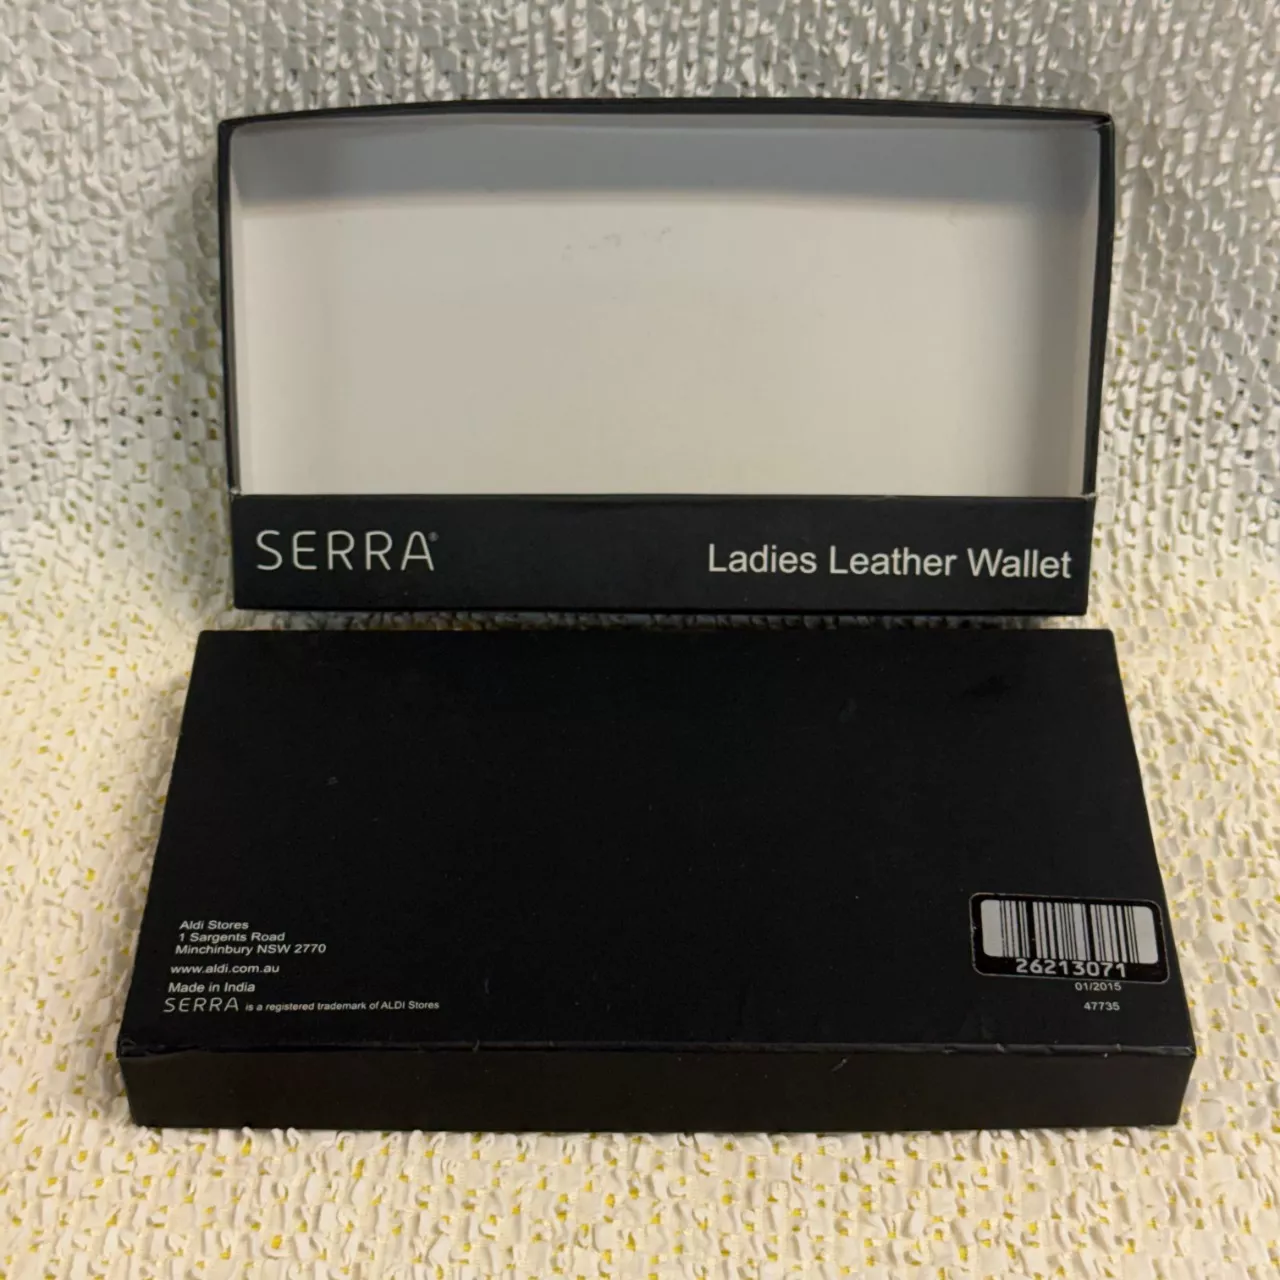 SERRA®
Ladies Leather Wallet
Aldi Stores
1 Sargents Road
Minchinbury NSW 2770
www.aldi.com.au
Made in India
SERRA is a registered trademark of ALDI Stores
26213071
01/2015
47735